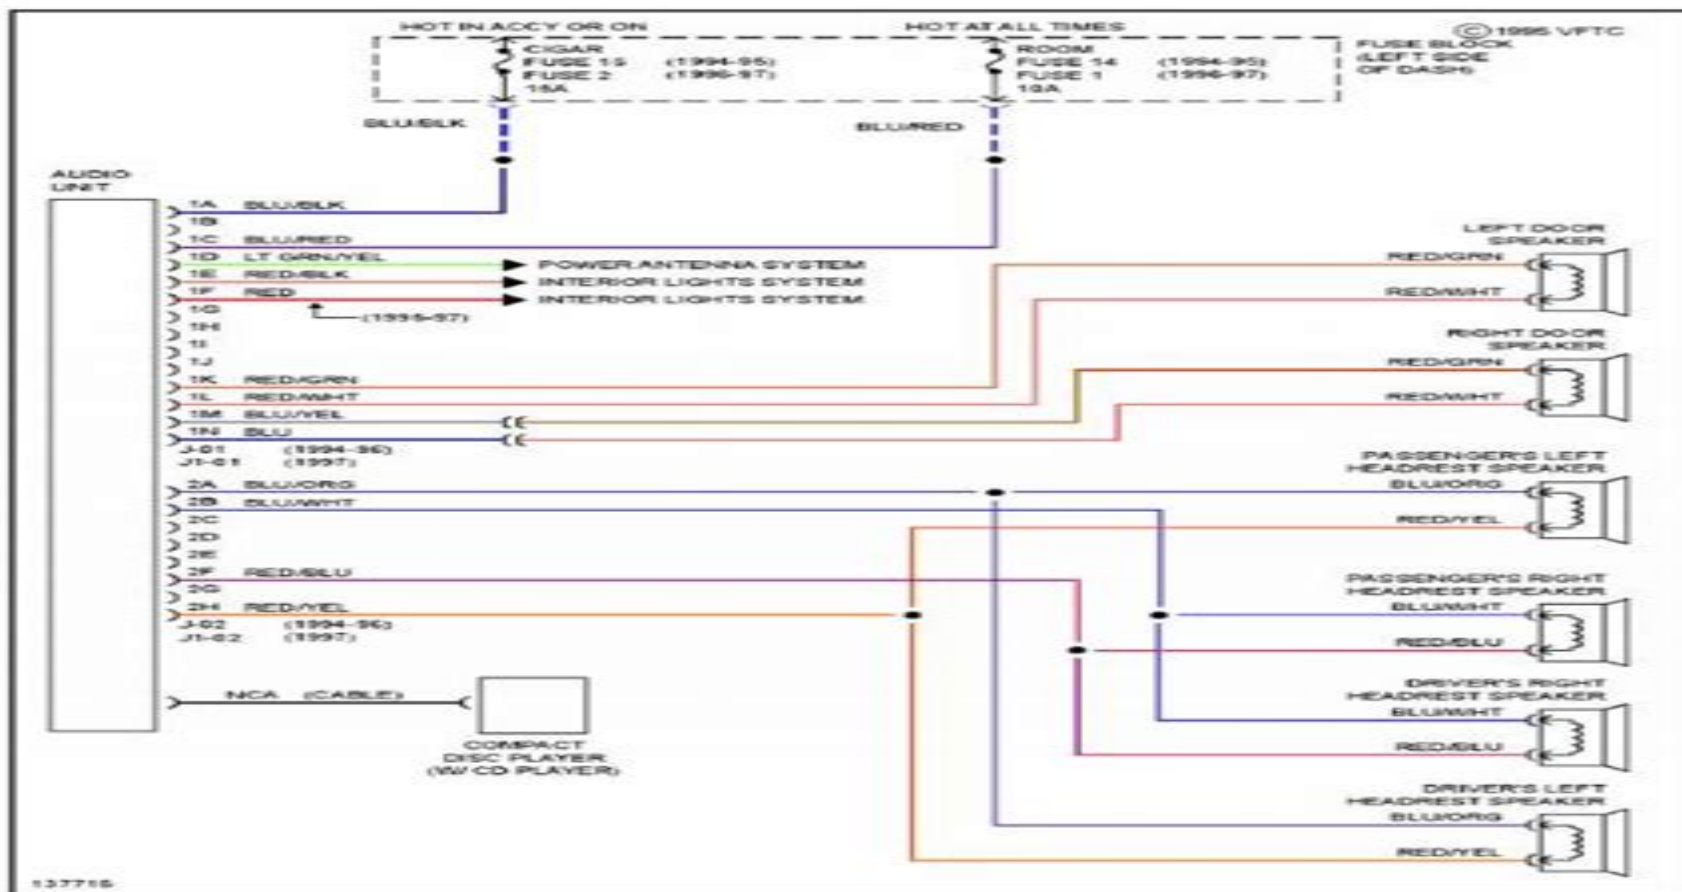 HOT IN ACCY OR ON
HOT AT ALL TIMES
© 1995 VFTC
CIGAR
FUSE 15 (1994-95)
FUSE 2 (1996-97)
15A
ROOM
FUSE 14 (1994-95)
FUSE 1 (1996-97)
10A
FUSE BLOCK
(LEFT SIDE
OF DASH)
BLU/BLK
BLU/RED
AUDIO
UNIT
1A BLU/BLK
1B
1C BLU/RED
1D LT GRN/YEL
POWER ANTENNA SYSTEM
1E RED/BLK
INTERIOR LIGHTS SYSTEM
1F RED
INTERIOR LIGHTS SYSTEM
1G
1H
1I
1J
1K RED/GRN
1L RED/WHT
1M BLU/YEL
1N BLU
J-01 (1994-96)
J1-01 (1997)
2A BLU/ORG
2B BLU/WHT
2C
2D
2E
2F RED/BLU
2G
2H RED/YEL
J-02 (1994-96)
J1-02 (1997)
NCA (CABLE)
COMPACT
DISC PLAYER
(W/ CD PLAYER)
LEFT DOOR
SPEAKER
RED/GRN
RED/WHT
RIGHT DOOR
SPEAKER
RED/GRN
RED/WHT
PASSENGER'S LEFT
HEADREST SPEAKER
BLU/ORG
RED/YEL
PASSENGER'S RIGHT
HEADREST SPEAKER
BLU/WHT
RED/BLU
DRIVER'S RIGHT
HEADREST SPEAKER
BLU/WHT
RED/BLU
DRIVER'S LEFT
HEADREST SPEAKER
BLU/ORG
RED/YEL